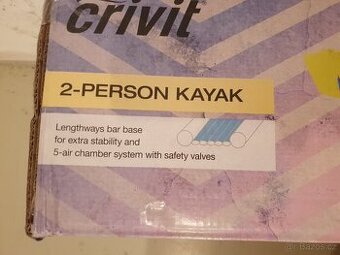 crivit
2-PERSON KAYAK
Lengthways bar base
for extra stability and
5-air chamber system with safety valves